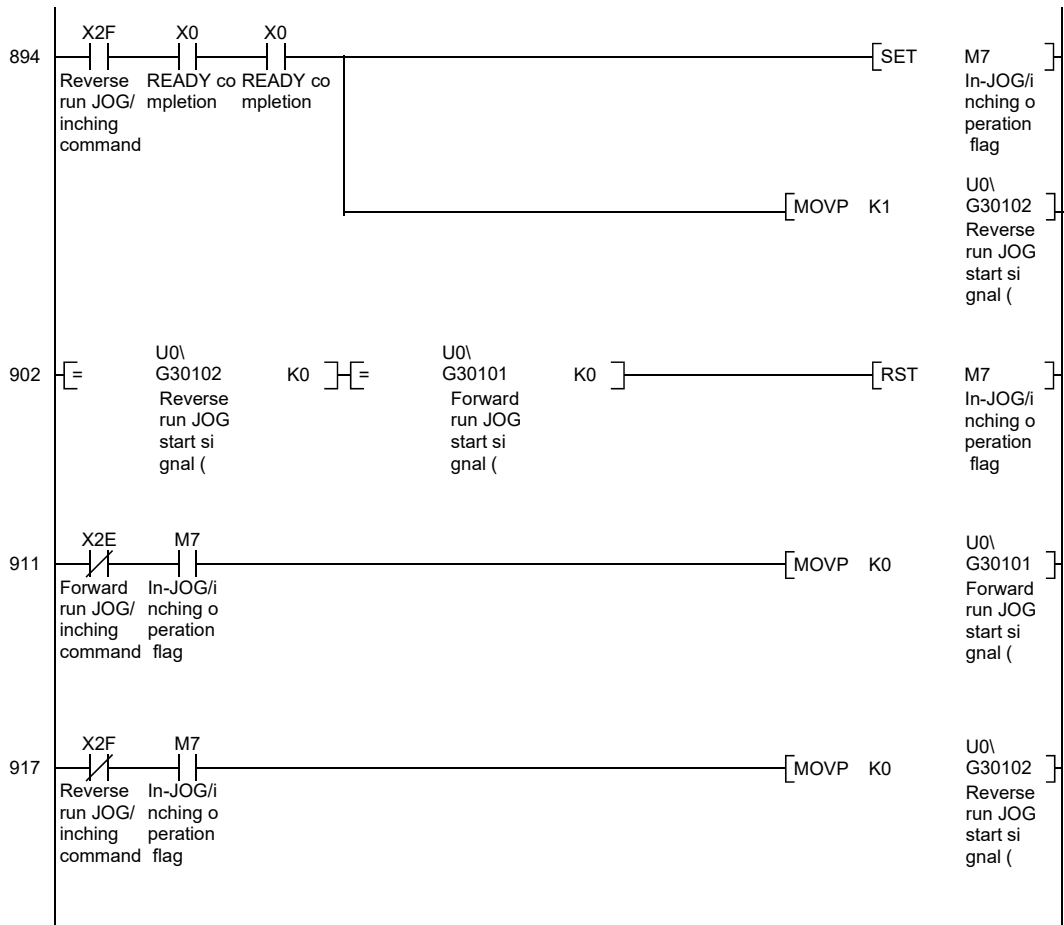 X2F X0 X0
894 SET M7
Reverse READY co READY co In-JOG/i
run JOG/ mpletion mpletion nching o
inching peration
command flag
U0\
MOVP K1 G30102
Reverse
run JOG
start si
gnal (
U0\ U0\
902 = G30102 K0 = G30101 K0 RST M7
Reverse Forward In-JOG/i
run JOG run JOG nching o
start si start si peration
gnal ( gnal ( flag
X2E M7 U0\
911 MOVP K0 G30101
Forward In-JOG/i Forward
run JOG/ nching o run JOG
inching peration start si
command flag gnal (
X2F M7 U0\
917 MOVP K0 G30102
Reverse In-JOG/i Reverse
run JOG/ nching o run JOG
inching peration start si
command flag gnal (